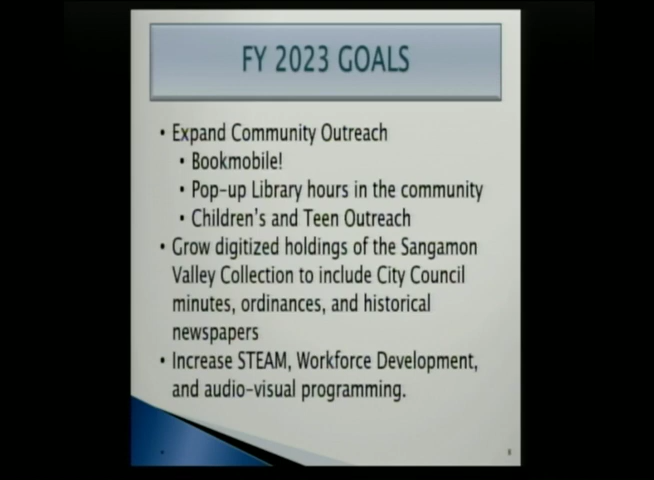 FY 2023 GOALS
• Expand Community Outreach
• Bookmobile!
• Pop-up Library hours in the community
• Children's and Teen Outreach
• Grow digitized holdings of the Sangamon
Valley Collection to include City Council
minutes, ordinances, and historical
newspapers
• Increase STEAM, Workforce Development,
and audio-visual programming.